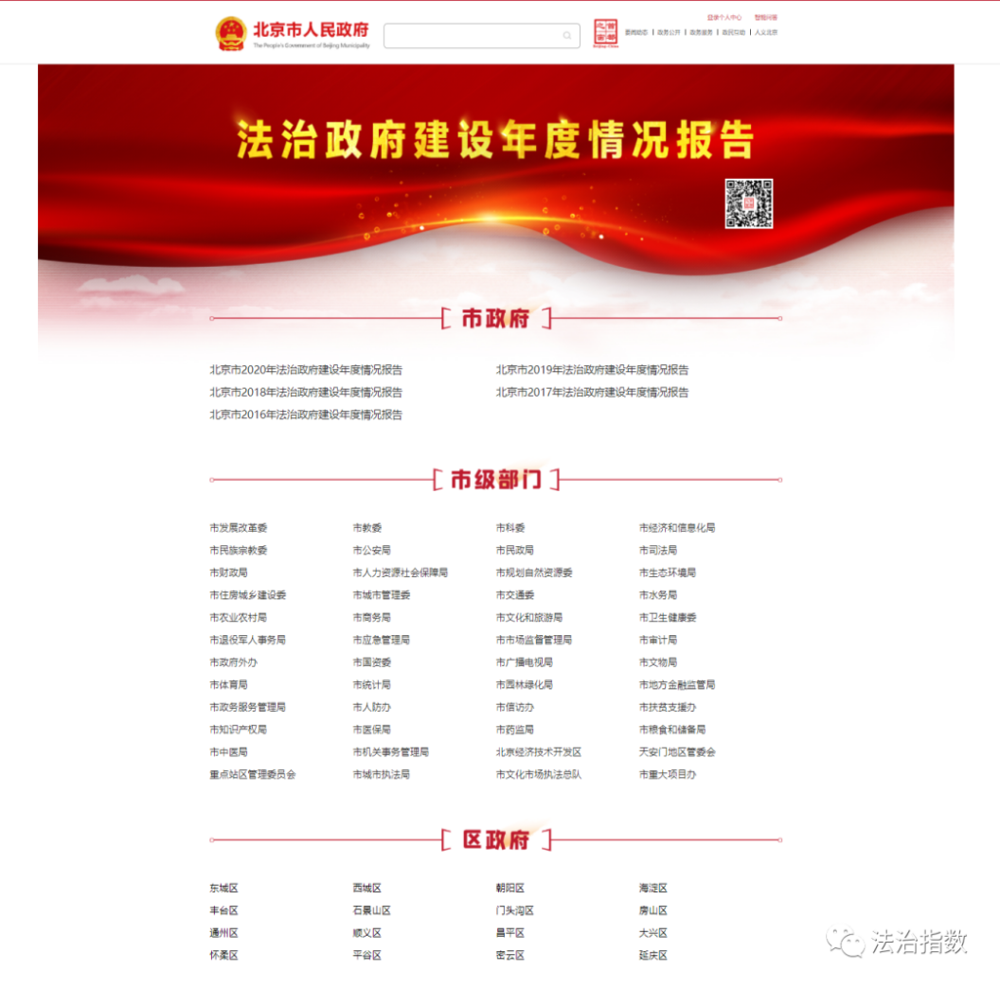 登录个人中心 智能问答
北京市人民政府
The People's Government of Beijing Municipality
首都之窗
要闻动态 | 政务公开 | 政务服务 | 政民互动 | 人文北京
法治政府建设年度情况报告
市政府
北京市2020年法治政府建设年度情况报告 北京市2019年法治政府建设年度情况报告
北京市2018年法治政府建设年度情况报告 北京市2017年法治政府建设年度情况报告
北京市2016年法治政府建设年度情况报告
市级部门
市发展改革委 市教委 市科委 市经济和信息化局
市民族宗教委 市公安局 市民政局 市司法局
市财政局 市人力资源社会保障局 市规划自然资源委 市生态环境局
市住房城乡建设委 市城市管理委 市交通委 市水务局
市农业农村局 市商务局 市文化和旅游局 市卫生健康委
市退役军人事务局 市应急管理局 市市场监督管理局 市审计局
市政府外办 市国资委 市广播电视局 市文物局
市体育局 市统计局 市园林绿化局 市地方金融监管局
市政务服务管理局 市人防办 市信访办 市扶贫支援办
市知识产权局 市医保局 市药监局 市粮食和储备局
市中医局 市机关事务管理局 北京经济技术开发区 天安门地区管委会
重点站区管理委员会 市城市执法局 市文化市场执法总队 市重大项目办
区政府
东城区 西城区 朝阳区 海淀区
丰台区 石景山区 门头沟区 房山区
通州区 顺义区 昌平区 大兴区
怀柔区 平谷区 密云区 延庆区
法治指数